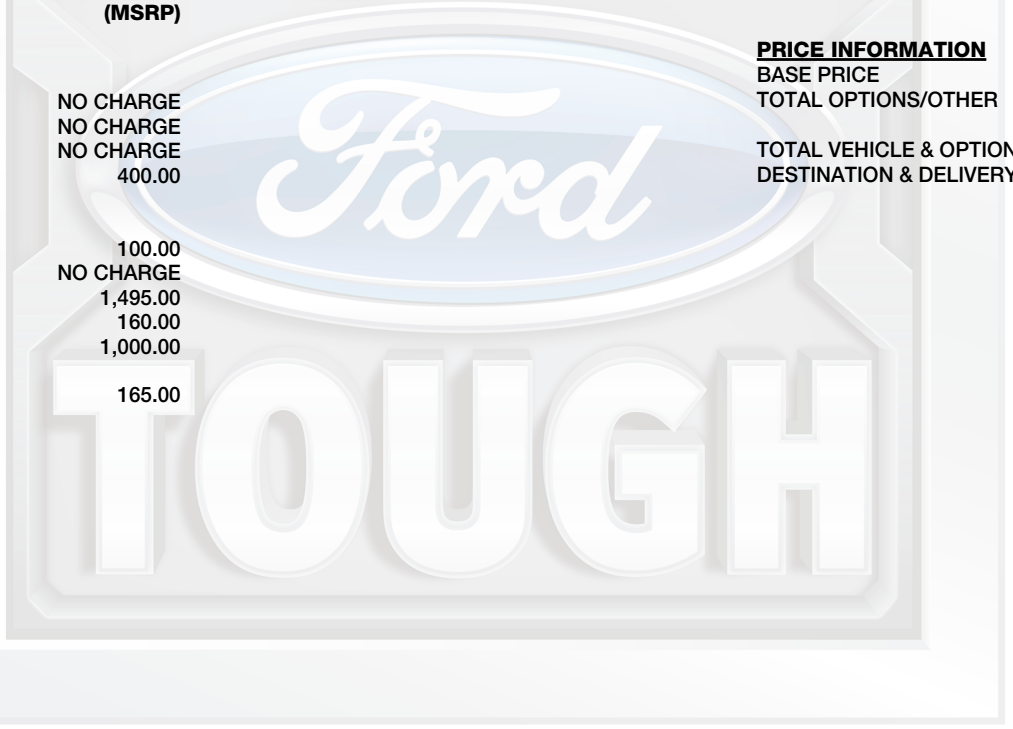 (MSRP)
NO CHARGE
NO CHARGE
NO CHARGE
400.00
100.00
NO CHARGE
1,495.00
160.00
1,000.00
165.00
PRICE INFORMATION
BASE PRICE
TOTAL OPTIONS/OTHER
TOTAL VEHICLE & OPTION
DESTINATION & DELIVERY
Ford
TOUGH